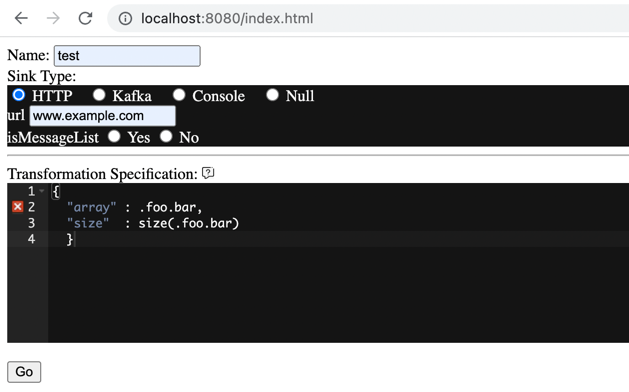 localhost:8080/index.html
Name: test
Sink Type:
HTTP Kafka Console Null
url www.example.com
isMessageList Yes No
Transformation Specification:
1 {
2 "array" : .foo.bar,
3 "size" : size(.foo.bar)
4 }
Go